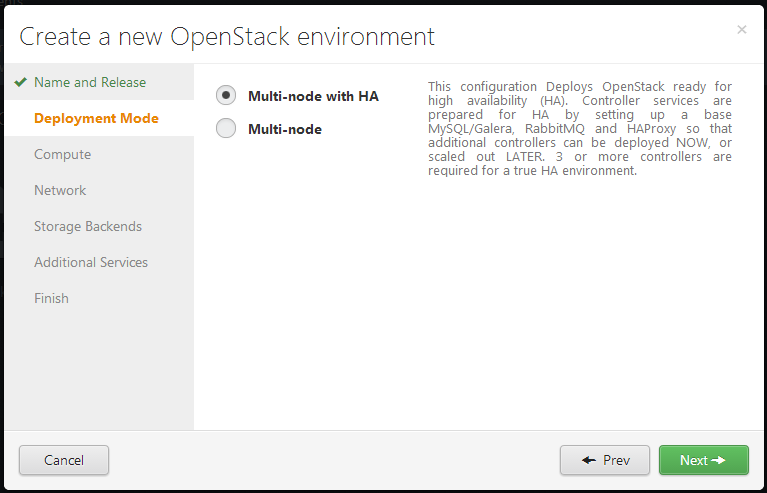 Create a new OpenStack environment
×
Name and Release
Deployment Mode
Compute
Network
Storage Backends
Additional Services
Finish
Multi-node with HA
Multi-node
This configuration Deploys OpenStack ready for
high availability (HA). Controller services are
prepared for HA by setting up a base
MySQL/Galera, RabbitMQ and HAProxy so that
additional controllers can be deployed NOW, or
scaled out LATER. 3 or more controllers are
required for a true HA environment.
Cancel
Prev
Next